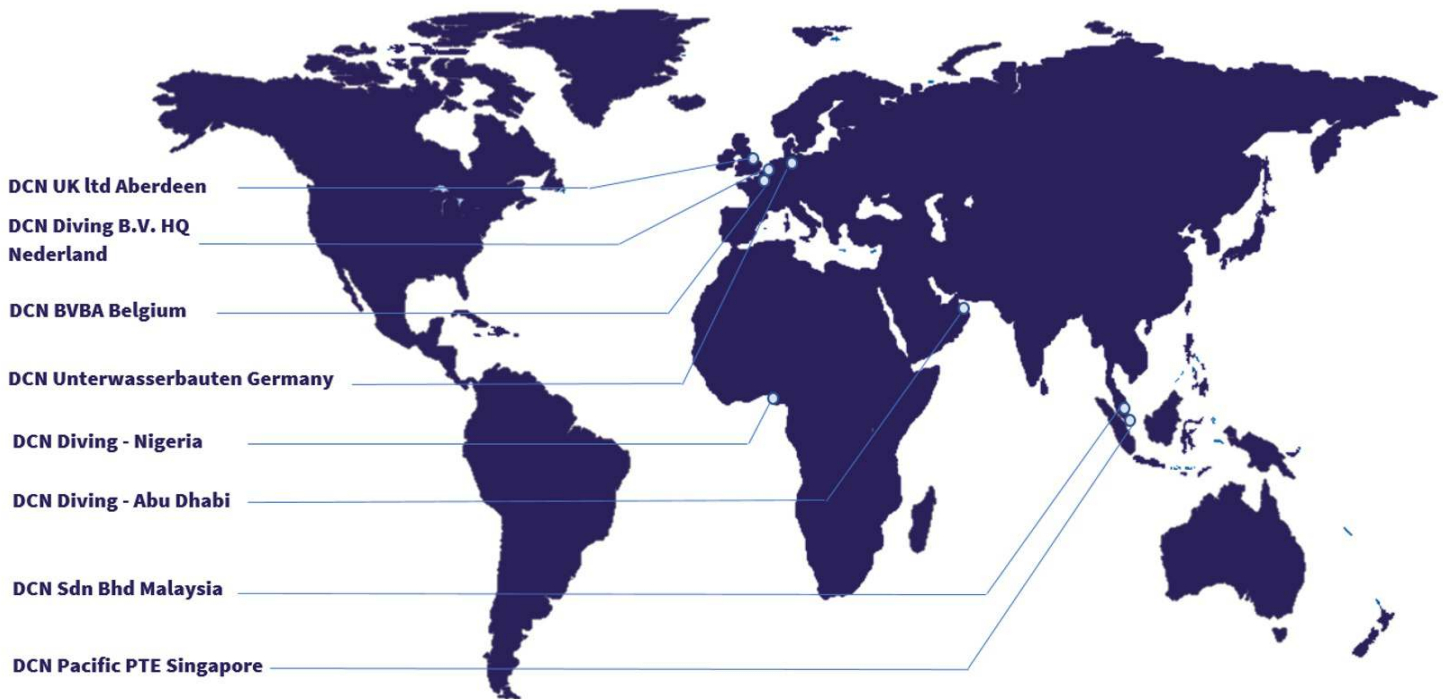 DCN UK ltd Aberdeen
DCN Diving B.V. HQ
Nederland
DCN BVBA Belgium
DCN Unterwasserbauten Germany
DCN Diving - Nigeria
DCN Diving - Abu Dhabi
DCN Sdn Bhd Malaysia
DCN Pacific PTE Singapore